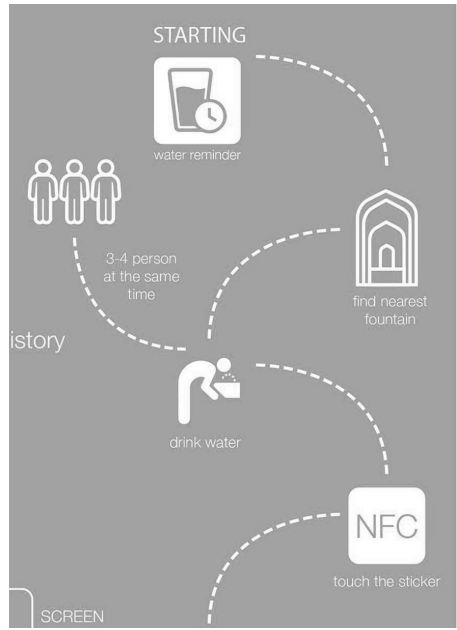 STARTING
water reminder
3-4 person
at the same
time
find nearest
fountain
istory
drink water
NFC
touch the sticker
SCREEN